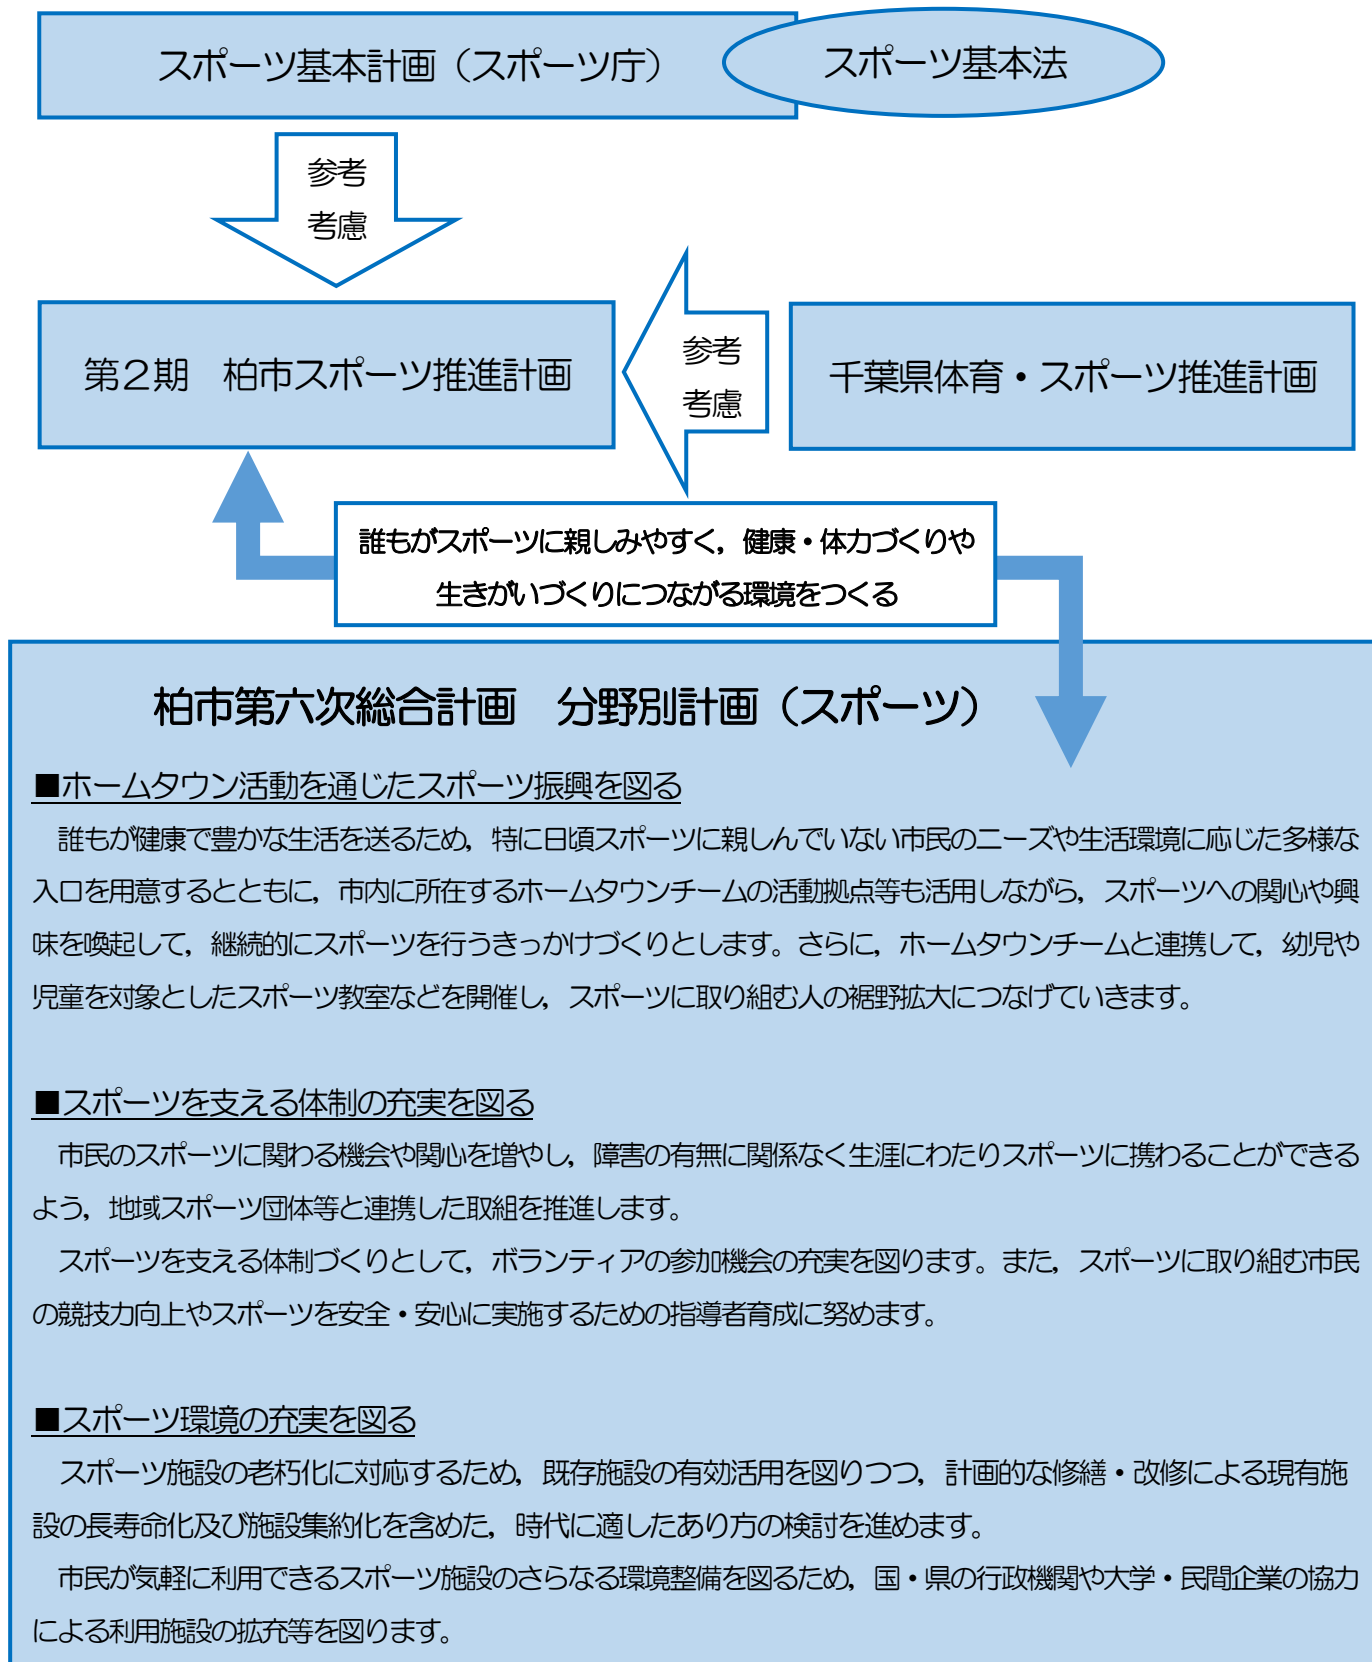 スポーツ基本計画（スポーツ庁）
スポーツ基本法
参考
考慮
第２期　柏市スポーツ推進計画
参考
考慮
千葉県体育・スポーツ推進計画
誰もがスポーツに親しみやすく，健康・体力づくりや
生きがいづくりにつながる環境をつくる
柏市第六次総合計画　分野別計画（スポーツ）
■ホームタウン活動を通じたスポーツ振興を図る
誰もが健康で豊かな生活を送るため，特に日頃スポーツに親しんでいない市民のニーズや生活環境に応じた多様な
入口を用意するとともに，市内に所在するホームタウンチームの活動拠点等も活用しながら，スポーツへの関心や興
味を喚起して，継続的にスポーツを行うきっかけづくりとします。さらに，ホームタウンチームと連携して，幼児や
児童を対象としたスポーツ教室などを開催し，スポーツに取り組む人の裾野拡大につなげていきます。
■スポーツを支える体制の充実を図る
市民のスポーツに関わる機会や関心を増やし，障害の有無に関係なく生涯にわたりスポーツに携わることができる
よう，地域スポーツ団体等と連携した取組を推進します。
スポーツを支える体制づくりとして，ボランティアの参加機会の充実を図ります。また，スポーツに取り組む市民
の競技力向上やスポーツを安全・安心に実施するための指導者育成に努めます。
■スポーツ環境の充実を図る
スポーツ施設の老朽化に対応するため，既存施設の有効活用を図りつつ，計画的な修繕・改修による現有施
設の長寿命化及び施設集約化を含めた，時代に適したあり方の検討を進めます。
市民が気軽に利用できるスポーツ施設のさらなる環境整備を図るため，国・県の行政機関や大学・民間企業の協力
による利用施設の拡充等を図ります。